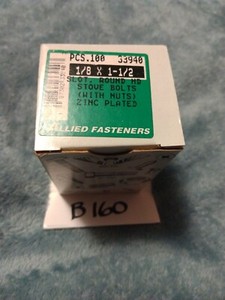 PCS.100 33940
1/8 X 1-1/2
SLOT. ROUND HD
STOVE BOLTS
(WITH NUTS)
ZINC PLATED
ALLIED FASTENERS
B160